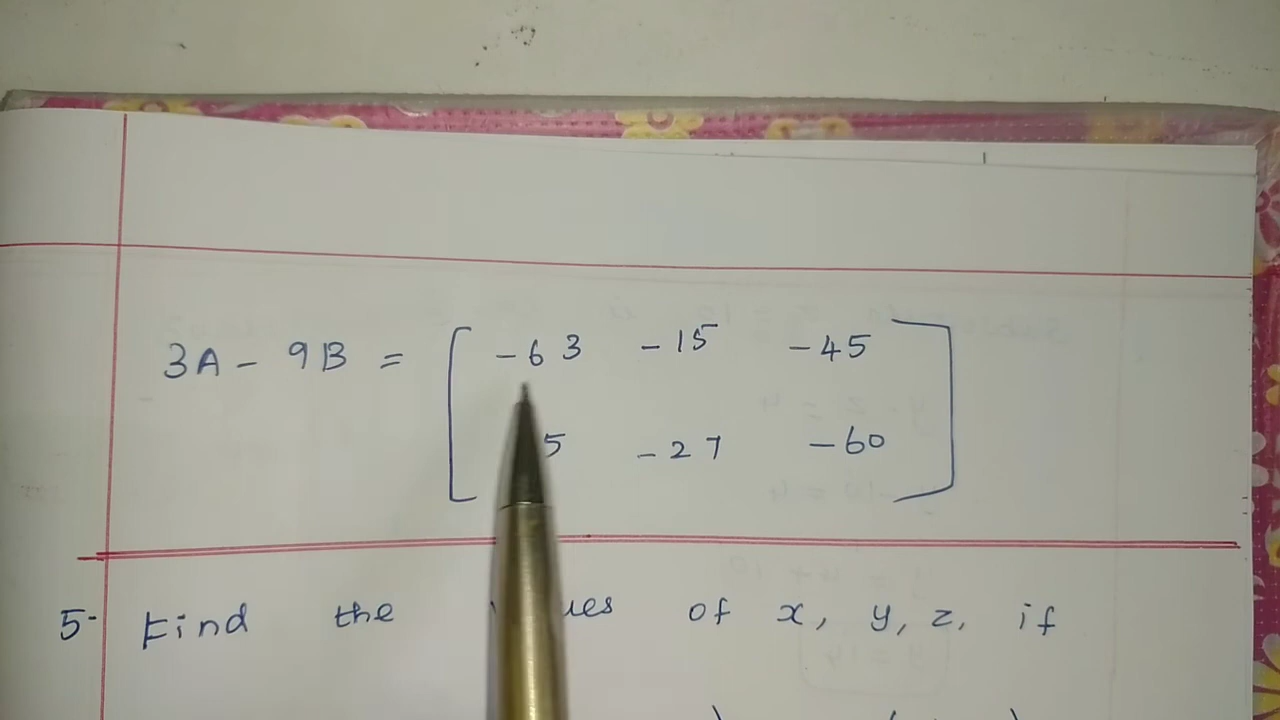 3A - 9B = [ -63 -15 -45
5 -27 -60 ]
5. Find the of x, y, z, if